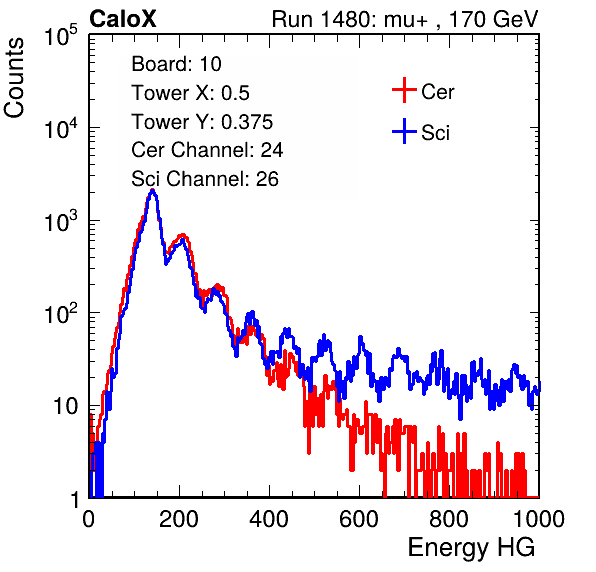 CaloX Run 1480: mu+ , 170 GeV
Counts
10^5
10^4
10^3
10^2
10
1
Board: 10
Tower X: 0.5
Tower Y: 0.375
Cer Channel: 24
Sci Channel: 26
Cer
Sci
0 200 400 600 800 1000
Energy HG